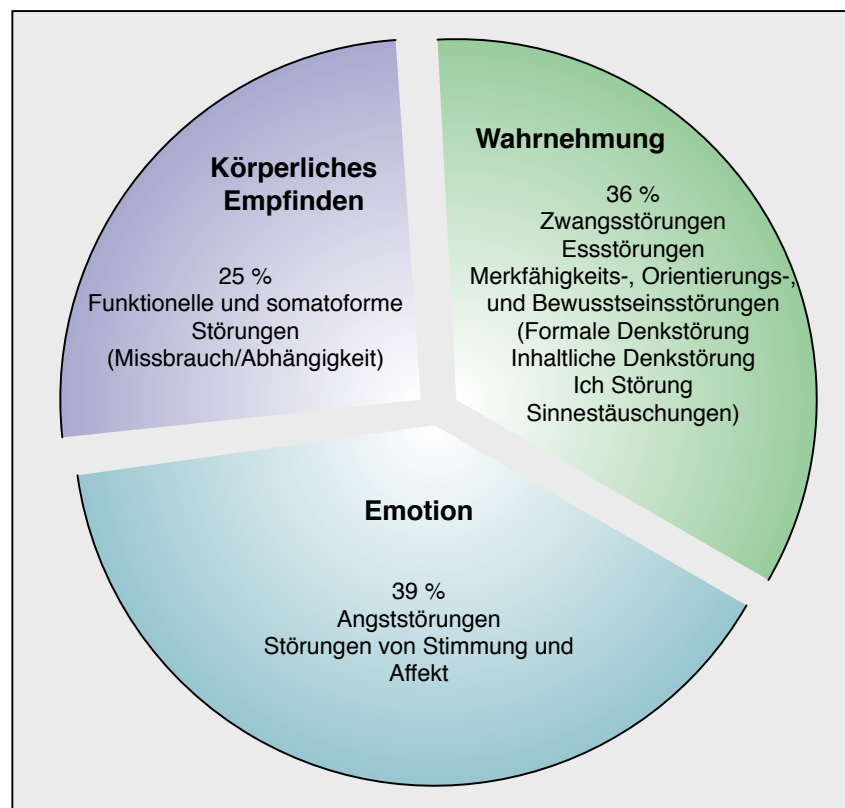 Körperliches
Empfinden
25 %
Funktionelle und somatoforme
Störungen
(Missbrauch/Abhängigkeit)
Wahrnehmung
36 %
Zwangsstörungen
Essstörungen
Merkfähigkeits-, Orientierungs-,
und Bewusstseinsstörungen
(Formale Denkstörung
Inhaltliche Denkstörung
Ich Störung
Sinnestäuschungen)
Emotion
39 %
Angststörungen
Störungen von Stimmung und
Affekt